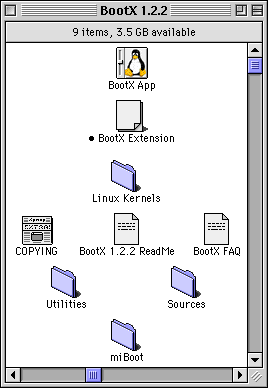 BootX 1.2.2
9 items, 3.5 GB available
BootX App
• BootX Extension
Linux Kernels
COPYING
BootX 1.2.2 ReadMe
BootX FAQ
Utilities
Sources
miBoot